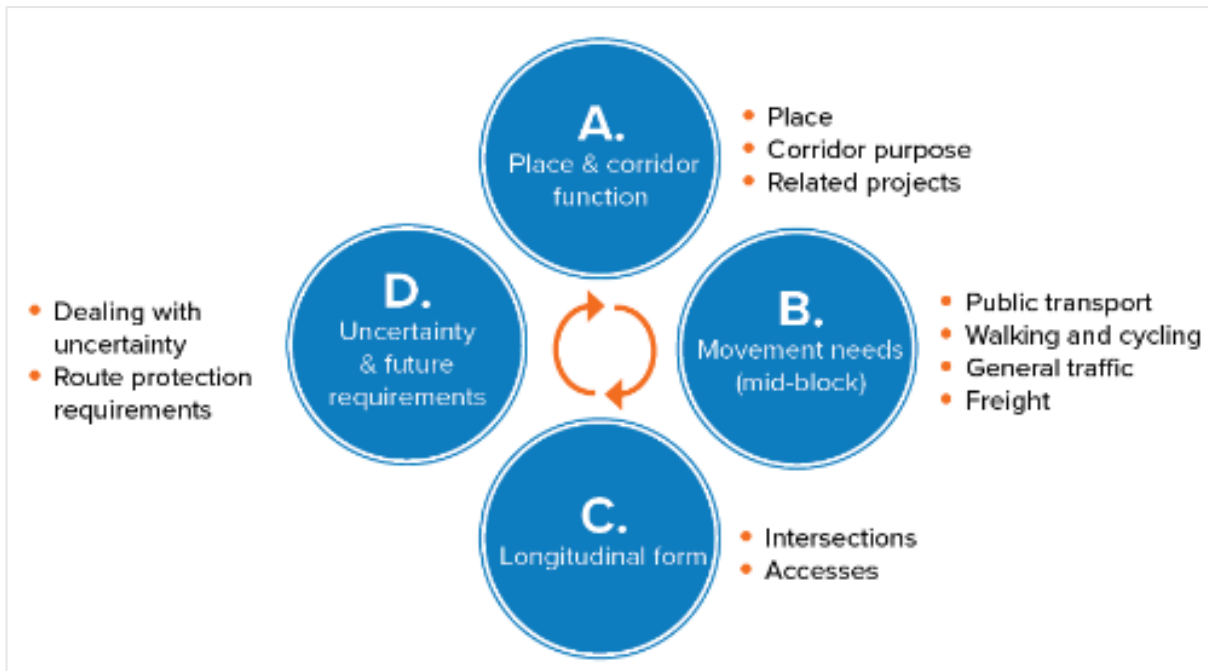 A.
Place & corridor
function
• Place
• Corridor purpose
• Related projects
B.
Movement needs
(mid-block)
• Public transport
• Walking and cycling
• General traffic
• Freight
C.
Longitudinal form
• Intersections
• Accesses
D.
Uncertainty
& future
requirements
• Dealing with
uncertainty
• Route protection
requirements